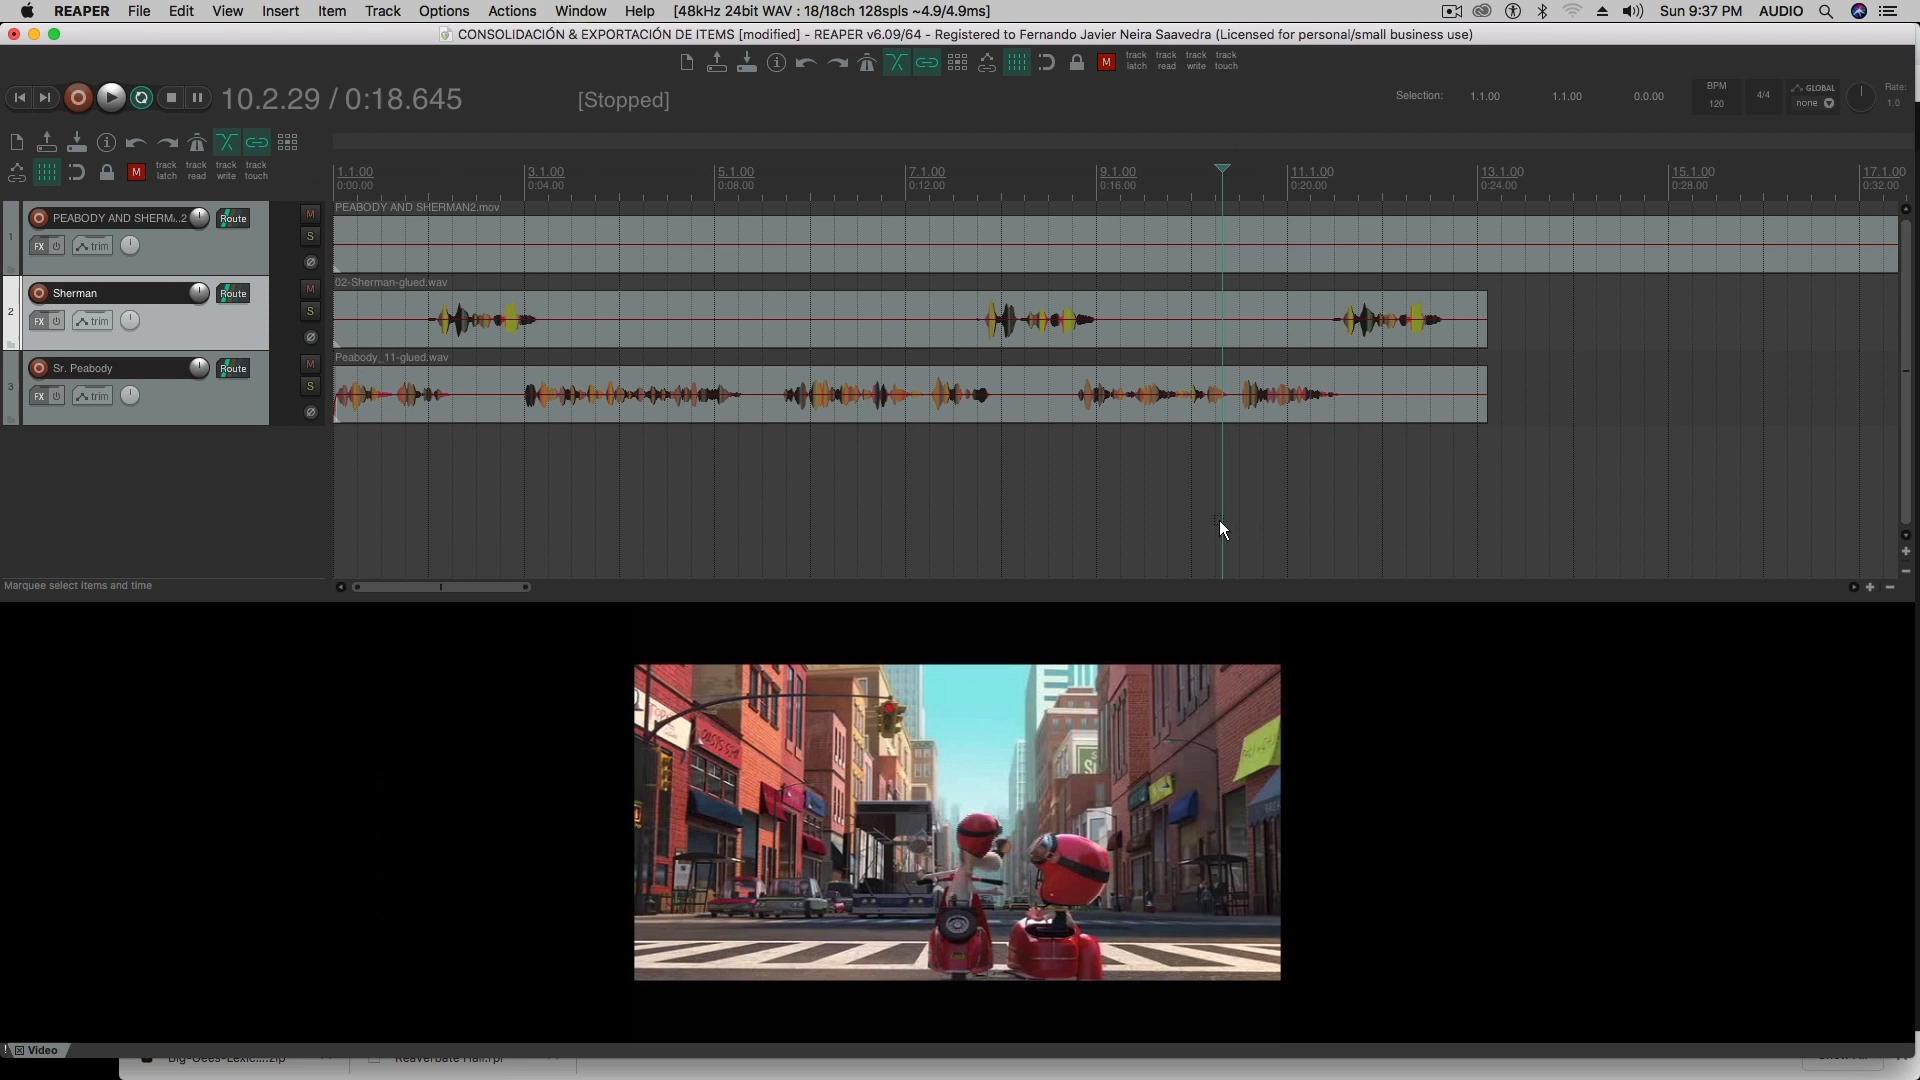 REAPER File Edit View Insert Item Track Options Actions Window Help [48kHz 24bit WAV : 18/18ch 128spls ~4.9/4.9ms] Sun 9:37 PM AUDIO
CONSOLIDACIÓN & EXPORTACIÓN DE ITEMS [modified] - REAPER v6.09/64 - Registered to Fernando Javier Neira Saavedra (Licensed for personal/small business use)
M track latch track read track write track touch
10.2.29 / 0:18.645 [Stopped] Selection: 1.1.00 1.1.00 0.0.00 BPM 120 4/4 GLOBAL none Rate: 1.0
M track latch track read track write track touch
1.1.00 3.1.00 5.1.00 7.1.00 9.1.00 11.1.00 13.1.00 15.1.00 17.1.00
0:00.00 0:04.00 0:08.00 0:12.00 0:16.00 0:20.00 0:24.00 0:28.00 0:32.00
PEABODY AND SHERMAN2.mov
1 PEABODY AND SHERM...2 Route M
S
FX trim
02-Sherman-glued.wav
2 Sherman Route M
S
FX trim
Peabody_11-glued.wav
3 Sr. Peabody Route M
S
FX trim
Marquee select items and time
! Video